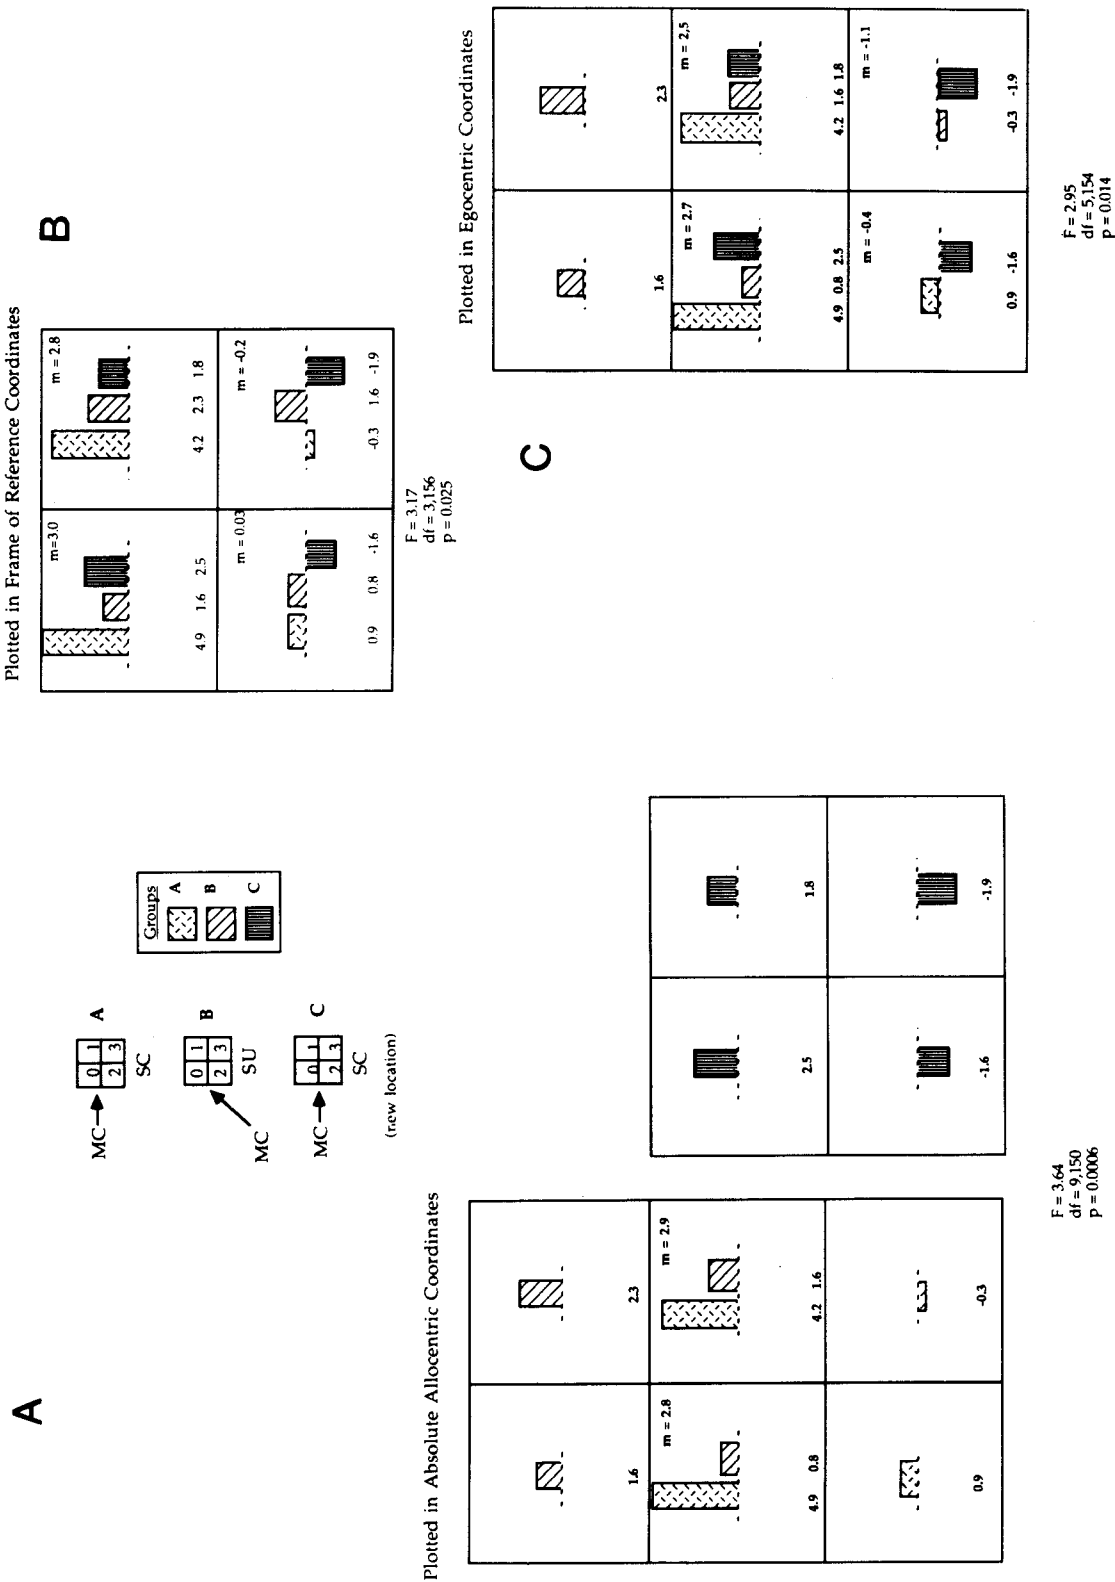 A
MC
0 1
2 3
SC
A
MC
0 1
2 3
SU
B
MC
0 1
2 3
SC
C
(new location)
Groups
A
B
C
Plotted in Absolute Allocentric Coordinates
1.6
2.3
m = 2.8
4.9 0.8
m = 2.9
4.2 1.6
0.9
-0.3
2.5
1.8
-1.6
-1.9
F = 3.64
df = 9,150
p = 0.0006
B
Plotted in Frame of Reference Coordinates
m=3.0
4.9 1.6 2.5
m = 2.8
4.2 2.3 1.8
m = 0.03
0.9 0.8 -1.6
m = -0.2
-0.3 1.6 -1.9
F = 3.17
df = 3,156
p = 0.025
C
Plotted in Egocentric Coordinates
1.6
2.3
m = 2.7
4.9 0.8 2.5
m = 2,5
4.2 1.6 1.8
m = -0.4
0.9 -1.6
m = -1.1
-0.3 -1.9
F = 2.95
df = 5,154
p = 0.014